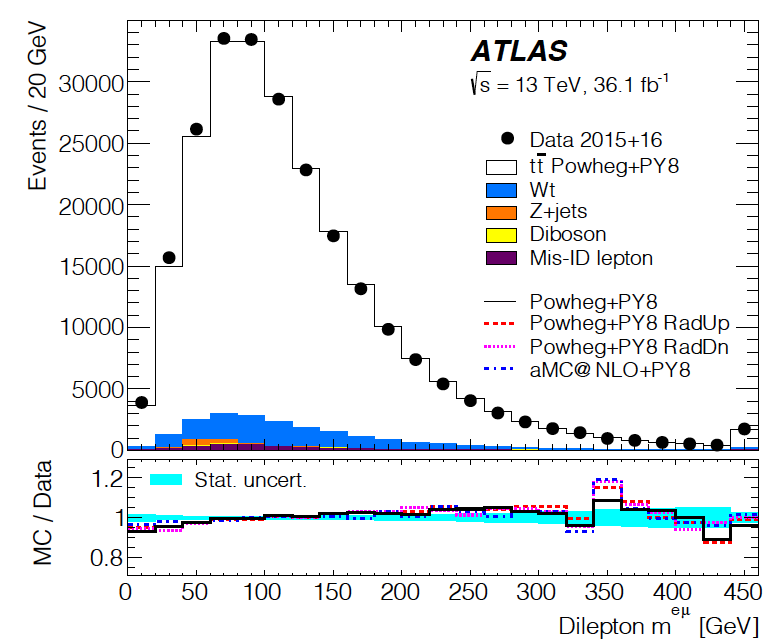 ATLAS
√s = 13 TeV, 36.1 fb⁻¹
Events / 20 GeV
30000
25000
20000
15000
10000
5000
0
Data 2015+16
tt̅ Powheg+PY8
Wt
Z+jets
Diboson
Mis-ID lepton
Powheg+PY8
Powheg+PY8 RadUp
Powheg+PY8 RadDn
aMC@ NLO+PY8
MC / Data
1.2
1
0.8
Stat. uncert.
0 50 100 150 200 250 300 350 400 450
Dilepton m^eμ [GeV]